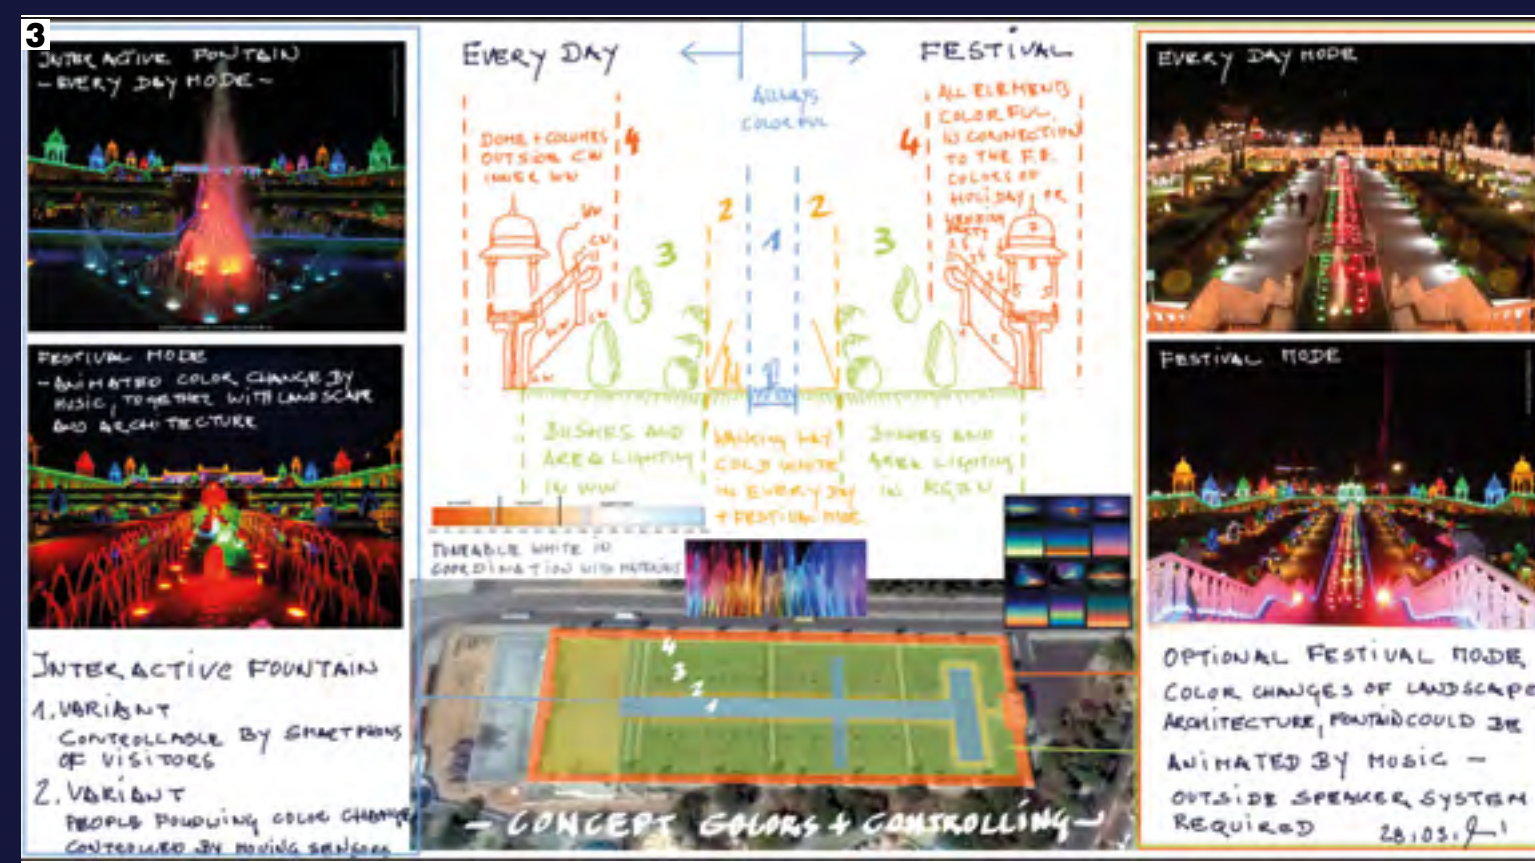 3
INTERACTIVE FOUNTAIN
- EVERY DAY MODE -
FESTIVAL MODE
- ANIMATED COLOR CHANGE BY
MUSIC, TOGETHER WITH LANDSCAPE
AND ARCHITECTURE
INTERACTIVE FOUNTAIN
1. VARIANT
CONTROLLABLE BY SMARTPHONS
OF VISITORS
2. VARIANT
PEOPLE FOLLOWING COLOR CHANGE
CONTROLLED BY MOVING SENSORS
EVERY DAY
FESTIVAL
ALWAYS
COLORFUL
DOME + COLUMNS
OUTSIDE CW
INNER WW
4
ALL ELEMENTS
COLORFUL
IN CONNECTION
TO THE F.E.
COLORS OF
HOLIDAY, OR
4
2
2
1
3
3
WW
CW
BUSHES AND
AREA LIGHTING
IN WW
WALKING WAY
COLD WHITE
IN EVERY DAY
+ FESTIVAL MODE
BUSHES AND
AREA LIGHTING
IN RGBW
TUNEABLE WHITE IN
COORDINATION WITH MATERIALS
4
3
2
1
- CONCEPT COLORS + CONTROLLING -
EVERY DAY MODE
FESTIVAL MODE
OPTIONAL FESTIVAL MODE
COLOR CHANGES OF LANDSCAPE
ARCHITECTURE, FONTAIN COULD BE
ANIMATED BY MUSIC -
OUTSIDE SPEAKER SYSTEM
REQUIRED
28.03.